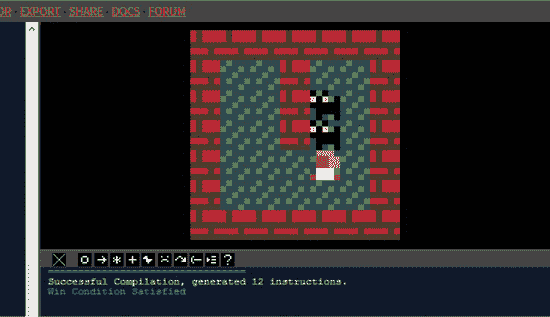 EXPORT · SHARE · DOCS · FORUM
Successful Compilation, generated 12 instructions.
Win Condition Satisfied